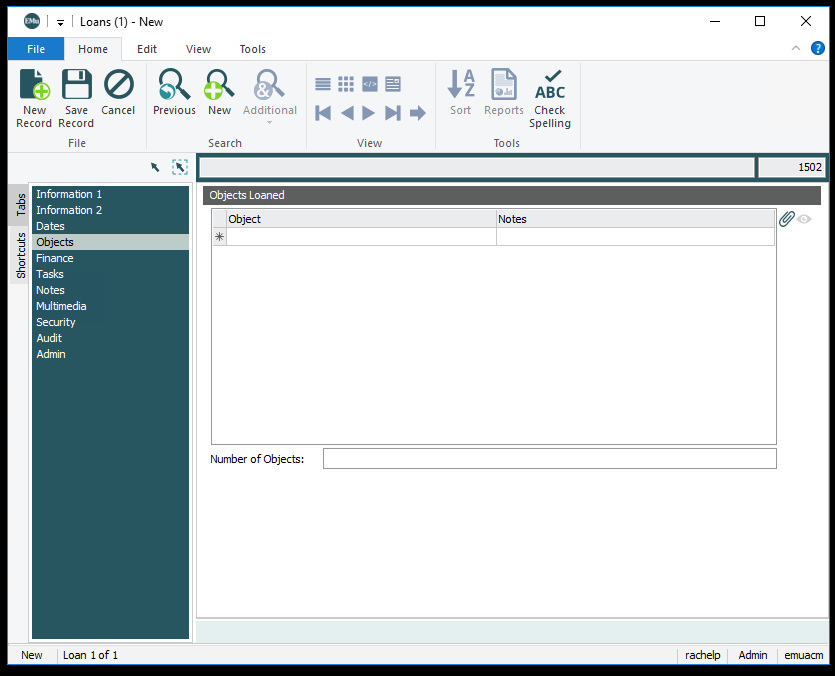 EMu Loans (1) - New
File Home Edit View Tools ?
New Record
Save Record
Cancel
Previous
New
&
Additional
</>
A
Z
Sort
Reports
ABC
Check Spelling
File Search View Tools
1502
Tabs
Shortcuts
Information 1
Information 2
Dates
Objects
Finance
Tasks
Notes
Multimedia
Security
Audit
Admin
Objects Loaned
Object Notes
Number of Objects:
New Loan 1 of 1 rachelp Admin emuacm